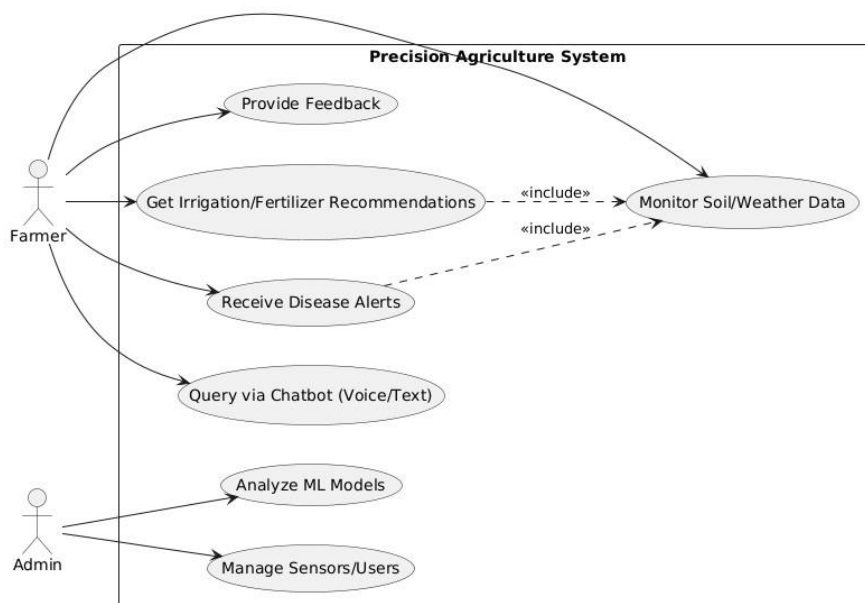 Precision Agriculture System
Provide Feedback
Get Irrigation/Fertilizer Recommendations
«include»
Monitor Soil/Weather Data
«include»
Farmer
Receive Disease Alerts
Query via Chatbot (Voice/Text)
Analyze ML Models
Admin
Manage Sensors/Users